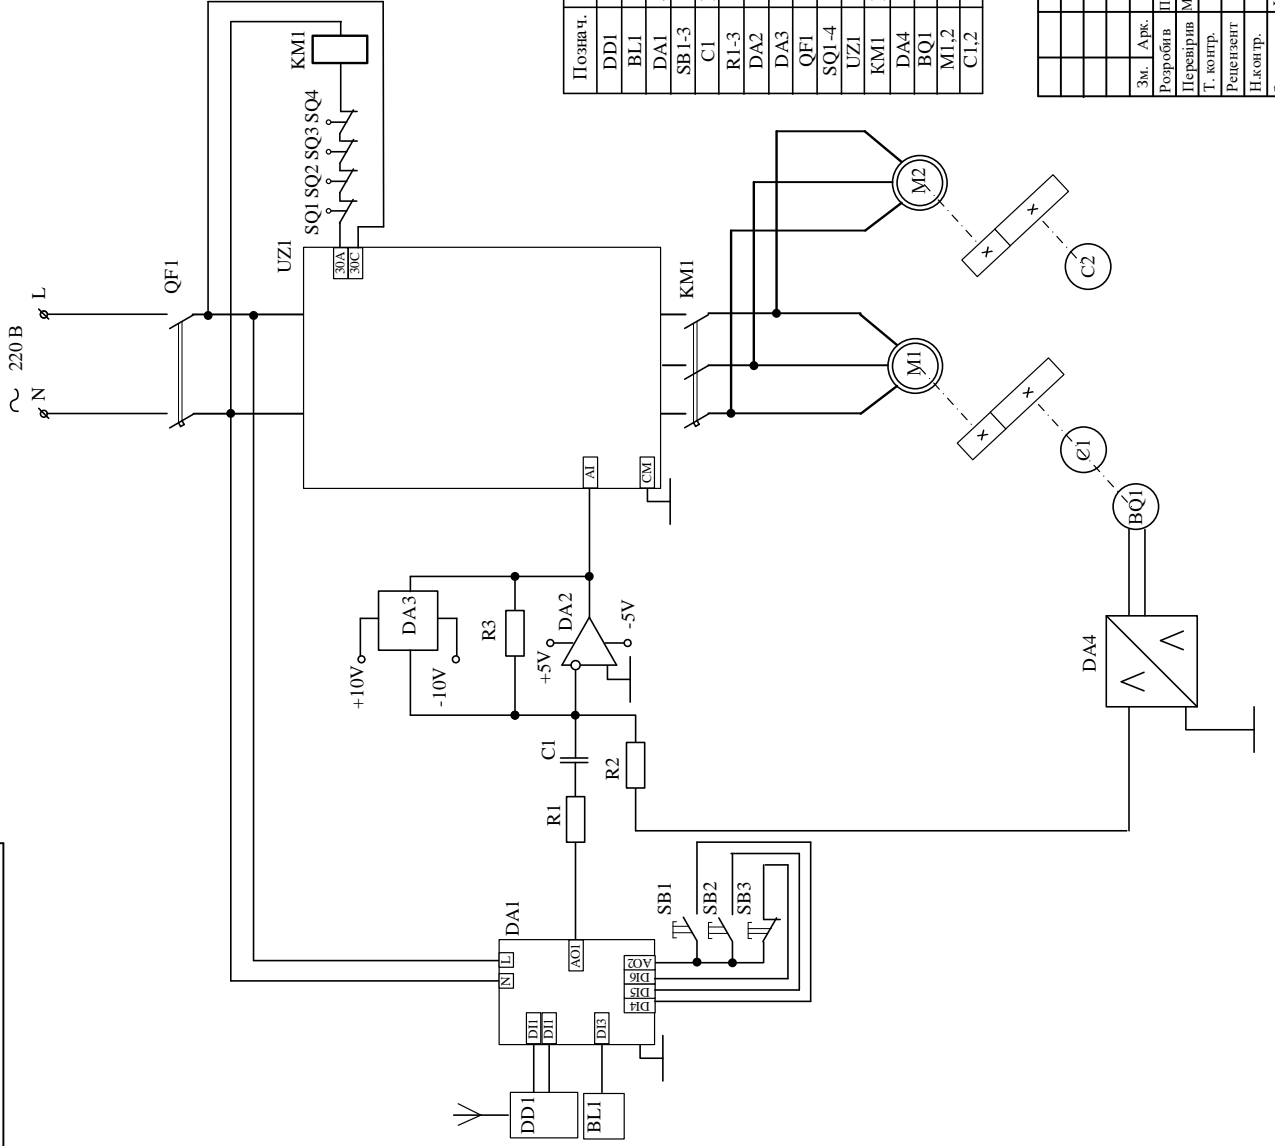 220 В
N
L
QF1
KM1
SQ1 SQ2 SQ3 SQ4
UZ1
30A
30C
AI
CM
KM1
M1
M2
C1
C2
BQ1
DA4
+10V
-10V
DA3
R3
DA2
+5V
-5V
C1
R1
R2
DA1
N
L
AO1
DI1
DI1
DI3
AO2
DI6
DI5
DI4
SB1
SB2
SB3
DD1
BL1
Познач.
DD1
BL1
DA1
SB1-3
C1
R1-3
DA2
DA3
QF1
SQ1-4
UZ1
KM1
DA4
BQ1
M1,2
C1,2
Зм. Арк.
Розробив
Перевірив
Т. контр.
Рецензент
Н.контр.